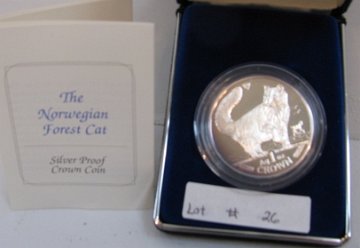 The
Norwegian
Forest Cat
Silver Proof
Crown Coin
1
CROWN
Lot # 26